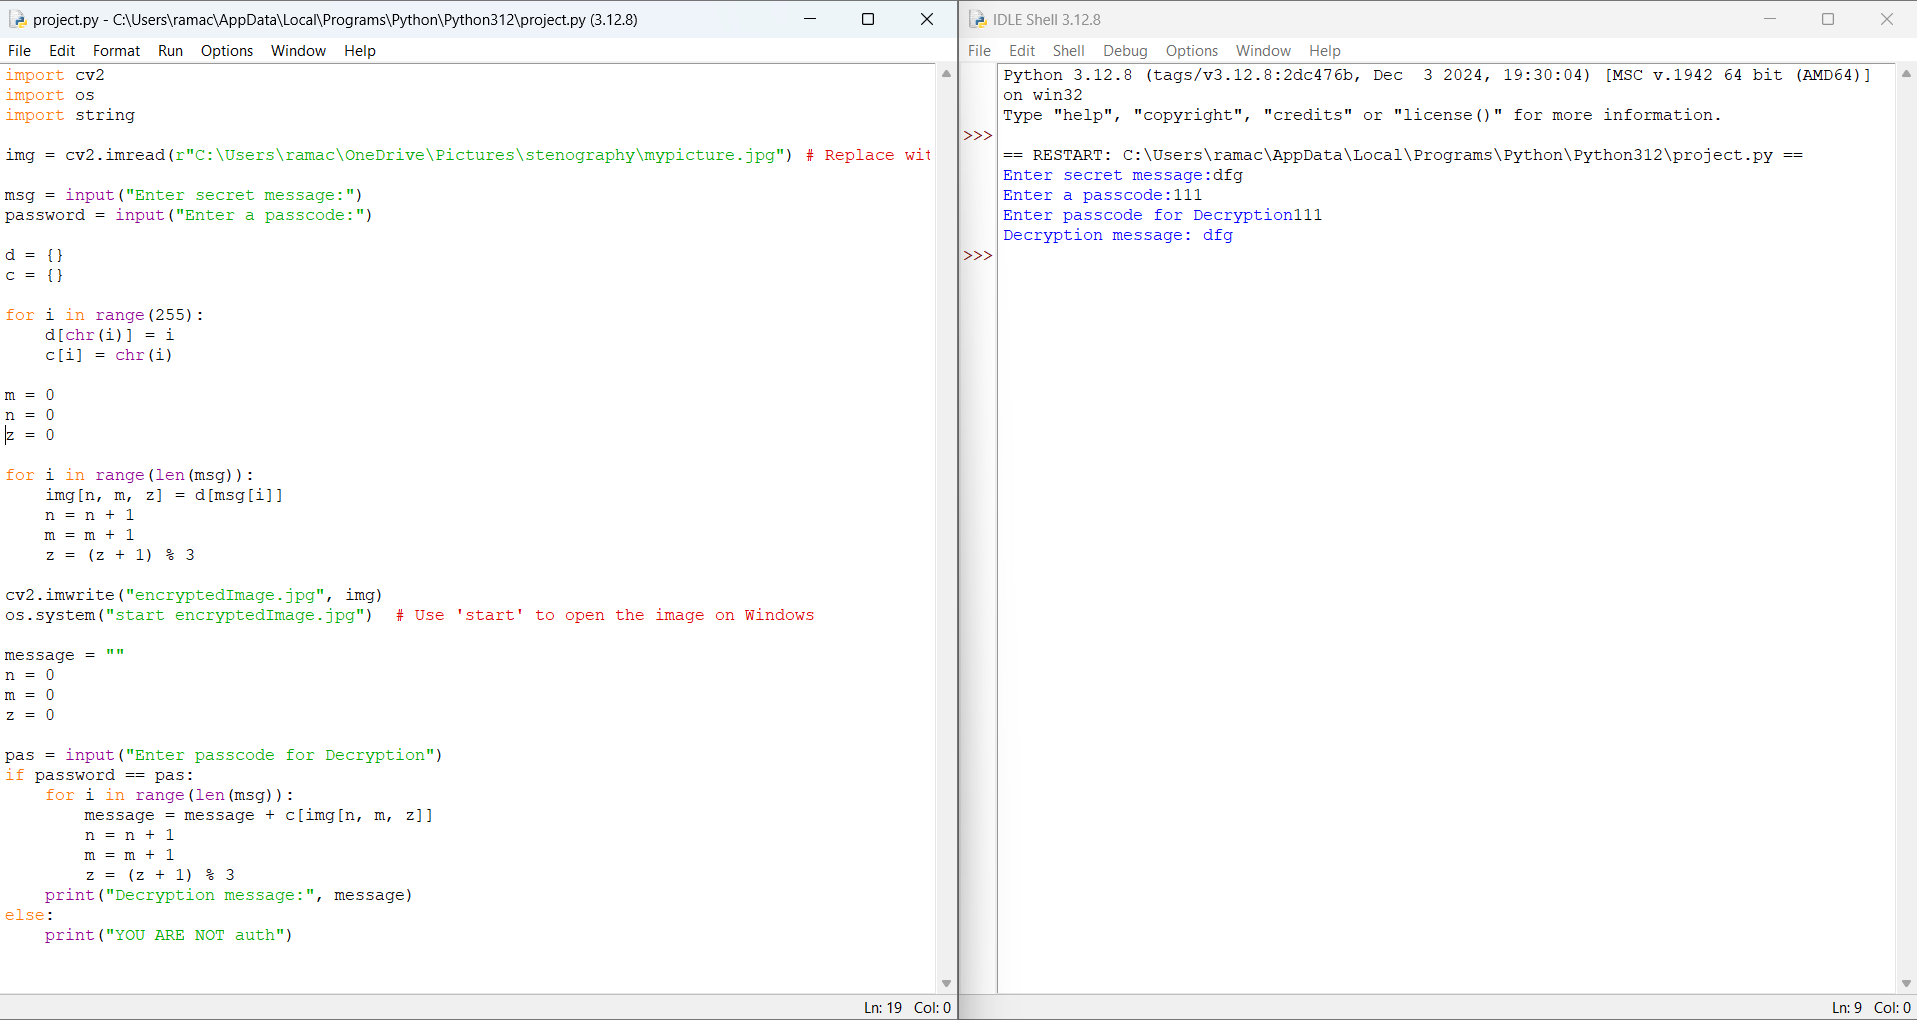 project.py - C:\Users\ramac\AppData\Local\Programs\Python\Python312\project.py (3.12.8)
File Edit Format Run Options Window Help
import cv2
import os
import string
img = cv2.imread(r"C:\Users\ramac\OneDrive\Pictures\stenography\mypicture.jpg") # Replace wit
msg = input("Enter secret message:")
password = input("Enter a passcode:")
d = {}
c = {}
for i in range(255):
    d[chr(i)] = i
    c[i] = chr(i)
m = 0
n = 0
z = 0
for i in range(len(msg)):
    img[n, m, z] = d[msg[i]]
    n = n + 1
    m = m + 1
    z = (z + 1) % 3
cv2.imwrite("encryptedImage.jpg", img)
os.system("start encryptedImage.jpg")  # Use 'start' to open the image on Windows
message = ""
n = 0
m = 0
z = 0
pas = input("Enter passcode for Decryption")
if password == pas:
    for i in range(len(msg)):
        message = message + c[img[n, m, z]]
        n = n + 1
        m = m + 1
        z = (z + 1) % 3
    print("Decryption message:", message)
else:
    print("YOU ARE NOT auth")
Ln: 19 Col: 0
IDLE Shell 3.12.8
File Edit Shell Debug Options Window Help
Python 3.12.8 (tags/v3.12.8:2dc476b, Dec  3 2024, 19:30:04) [MSC v.1942 64 bit (AMD64)]
on win32
Type "help", "copyright", "credits" or "license()" for more information.
>>>
== RESTART: C:\Users\ramac\AppData\Local\Programs\Python\Python312\project.py ==
Enter secret message:dfg
Enter a passcode:111
Enter passcode for Decryption111
Decryption message: dfg
>>>
Ln: 9 Col: 0